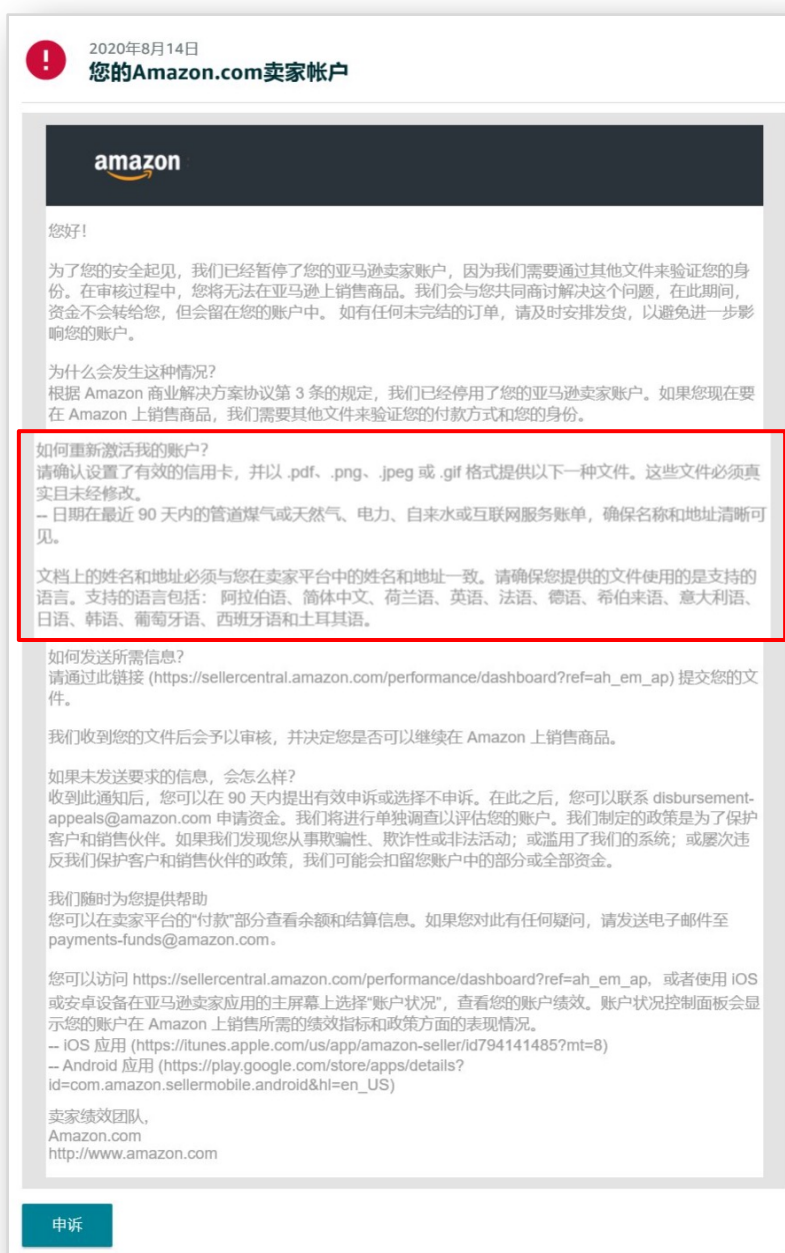 !
2020年8月14日
您的Amazon.com卖家帐户
amazon
您好！
为了您的安全起见，我们已经暂停了您的亚马逊卖家账户，因为我们需要通过其他文件来验证您的身
份。在审核过程中，您将无法在亚马逊上销售商品。我们会与您共同商讨解决这个问题，在此期间，
资金不会转给您，但会留在您的账户中。 如有任何未完结的订单，请及时安排发货，以避免进一步影
响您的账户。
为什么会发生这种情况？
根据 Amazon 商业解决方案协议第 3 条的规定，我们已经停用了您的亚马逊卖家账户。如果您现在要
在 Amazon 上销售商品，我们需要其他文件来验证您的付款方式和您的身份。
如何重新激活我的账户？
请确认设置了有效的信用卡，并以 .pdf、.png、.jpeg 或 .gif 格式提供以下一种文件。这些文件必须真
实且未经修改。
-- 日期在最近 90 天内的管道煤气或天然气、电力、自来水或互联网服务账单，确保名称和地址清晰可
见。
文档上的姓名和地址必须与您在卖家平台中的姓名和地址一致。请确保您提供的文件使用的是支持的
语言。支持的语言包括： 阿拉伯语、简体中文、荷兰语、英语、法语、德语、希伯来语、意大利语、
日语、韩语、葡萄牙语、西班牙语和土耳其语。
如何发送所需信息？
请通过此链接 (https://sellercentral.amazon.com/performance/dashboard?ref=ah_em_ap) 提交您的文
件。
我们收到您的文件后会予以审核，并决定您是否可以继续在 Amazon 上销售商品。
如果未发送要求的信息，会怎么样？
收到此通知后，您可以在 90 天内提出有效申诉或选择不申诉。在此之后，您可以联系 disbursement-
appeals@amazon.com 申请资金。我们将进行单独调查以评估您的账户。我们制定的政策是为了保护
客户和销售伙伴。如果我们发现您从事欺骗性、欺诈性或非法活动；或滥用了我们的系统；或屡次违
反我们保护客户和销售伙伴的政策，我们可能会扣留您账户中的部分或全部资金。
我们随时为您提供帮助
您可以在卖家平台的“付款”部分查看余额和结算信息。如果您对此有任何疑问，请发送电子邮件至
payments-funds@amazon.com。
您可以访问 https://sellercentral.amazon.com/performance/dashboard?ref=ah_em_ap，或者使用 iOS
或安卓设备在亚马逊卖家应用的主屏幕上选择“账户状况”，查看您的账户绩效。账户状况控制面板会显
示您的账户在 Amazon 上销售所需的绩效指标和政策方面的表现情况。
-- iOS 应用 (https://itunes.apple.com/us/app/amazon-seller/id794141485?mt=8)
-- Android 应用 (https://play.google.com/store/apps/details?
id=com.amazon.sellermobile.android&hl=en_US)
卖家绩效团队，
Amazon.com
http://www.amazon.com
申诉